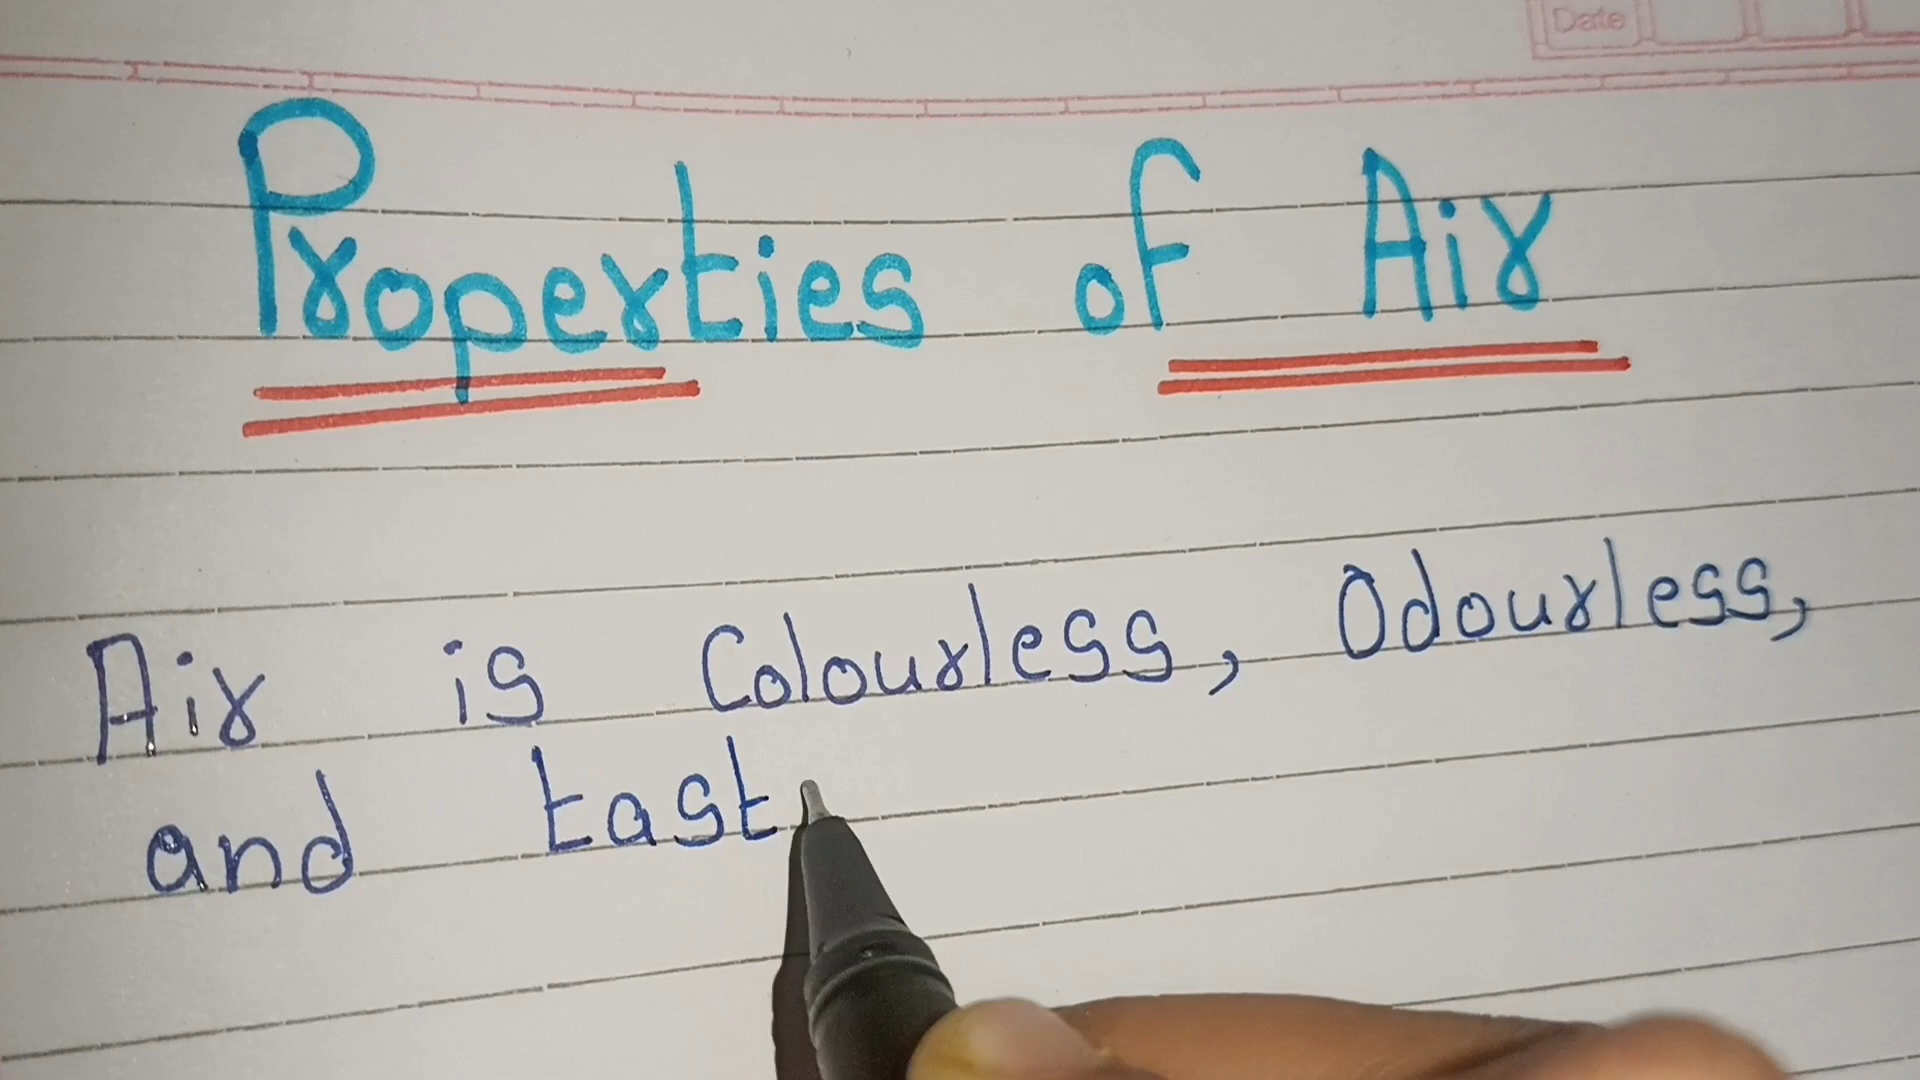 Date
Properties of Air
Air is Colourless, Odourless,
and tast